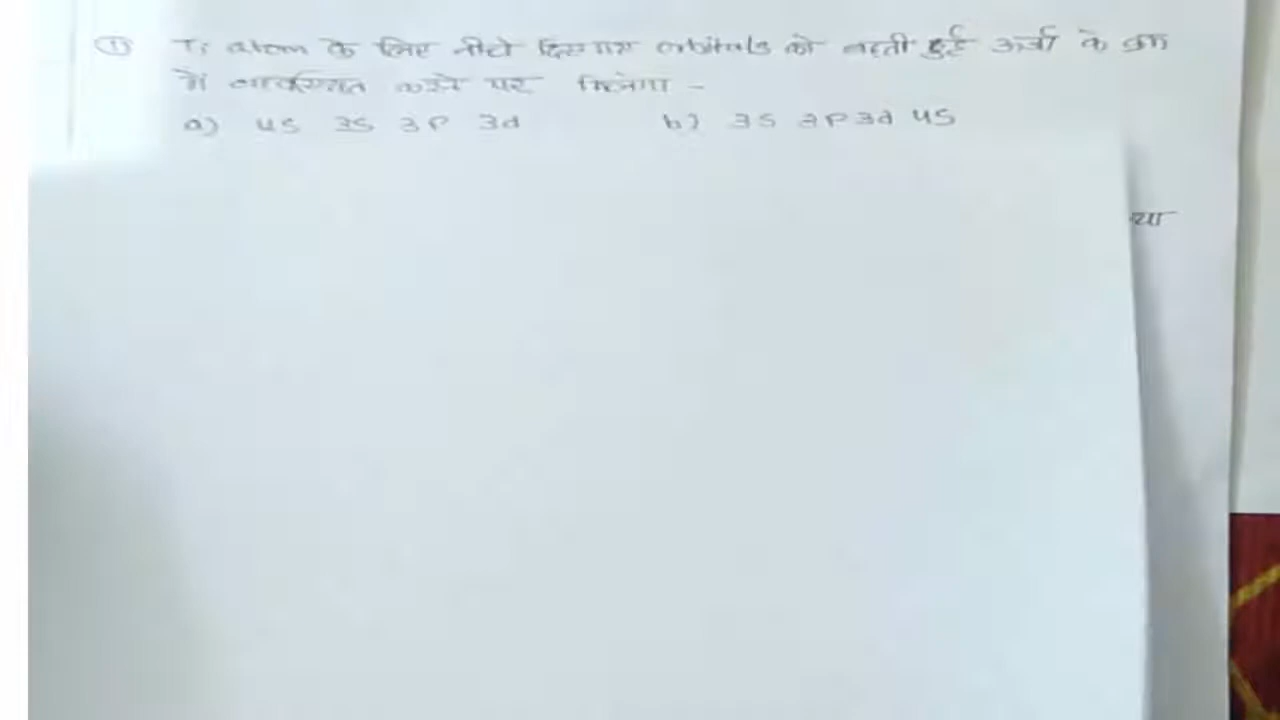 ① Ti atom के लिए नीचे दिए गए orbitals को बढ़ती हुई ऊर्जा के क्रम
में व्यवस्थित करने पर मिलेगा -
a) 4s 3s 3p 3d b) 3s 3p 3d 4s
या